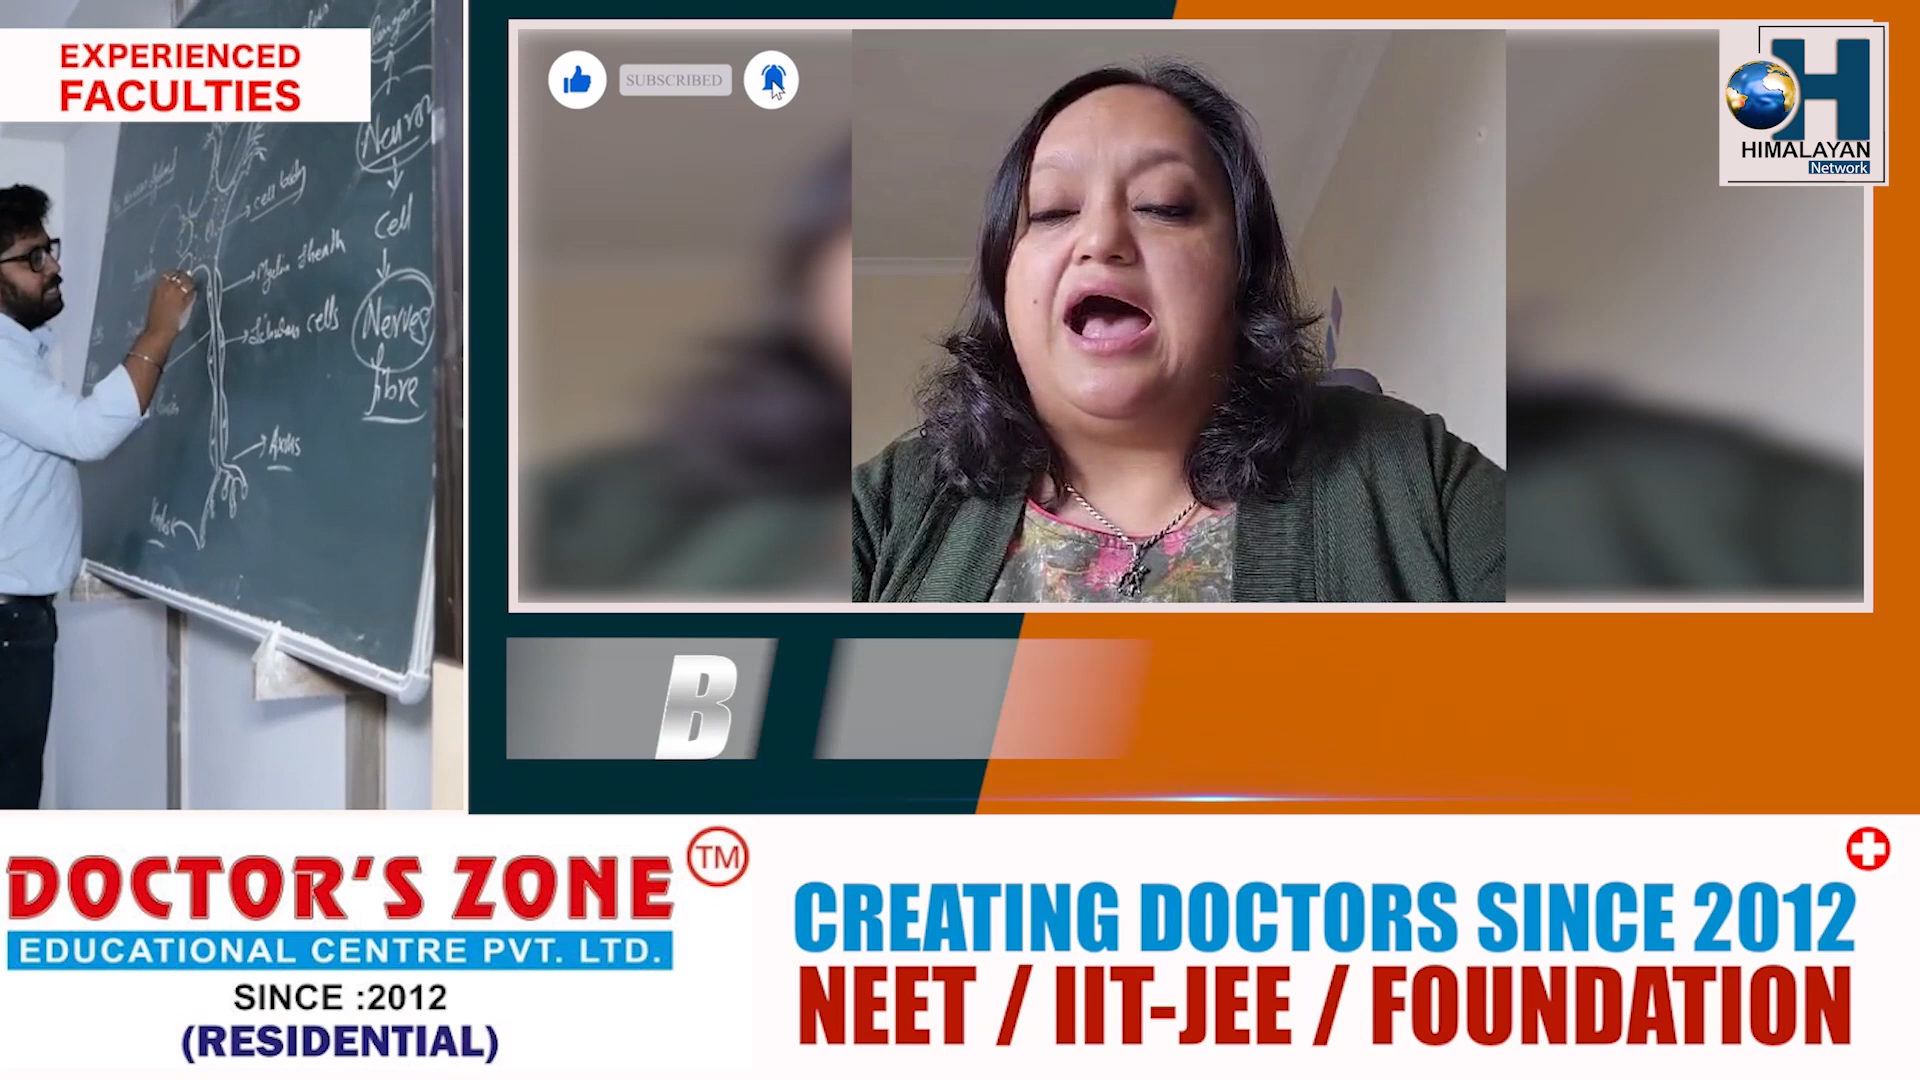 EXPERIENCED
FACULTIES
Neuron
cell body
Cell
Myelin Sheath
Nerves
fibre
cells
Axons
SUBSCRIBED
HIMALAYAN
Network
B
DOCTOR'S ZONE TM
EDUCATIONAL CENTRE PVT. LTD.
SINCE :2012
(RESIDENTIAL)
CREATING DOCTORS SINCE 2012
NEET / IIT-JEE / FOUNDATION